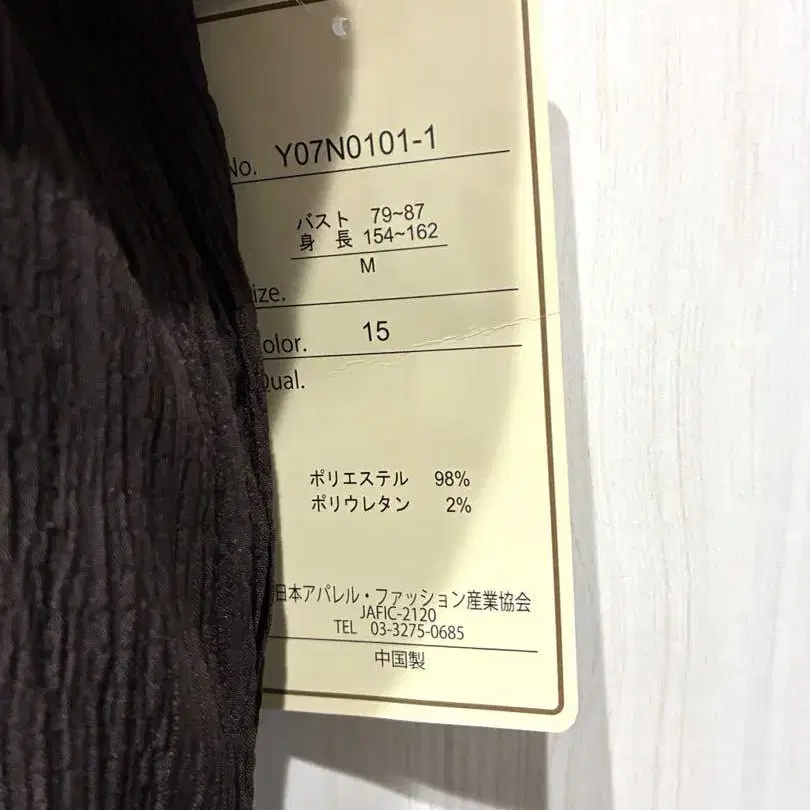 No. Y07N0101-1
バスト 79~87
身 長 154~162
M
ize.
olor. 15
Qual.
ポリエステル 98%
ポリウレタン 2%
日本アパレル・ファッション産業協会
JAFIC-2120
TEL 03-3275-0685
中国製